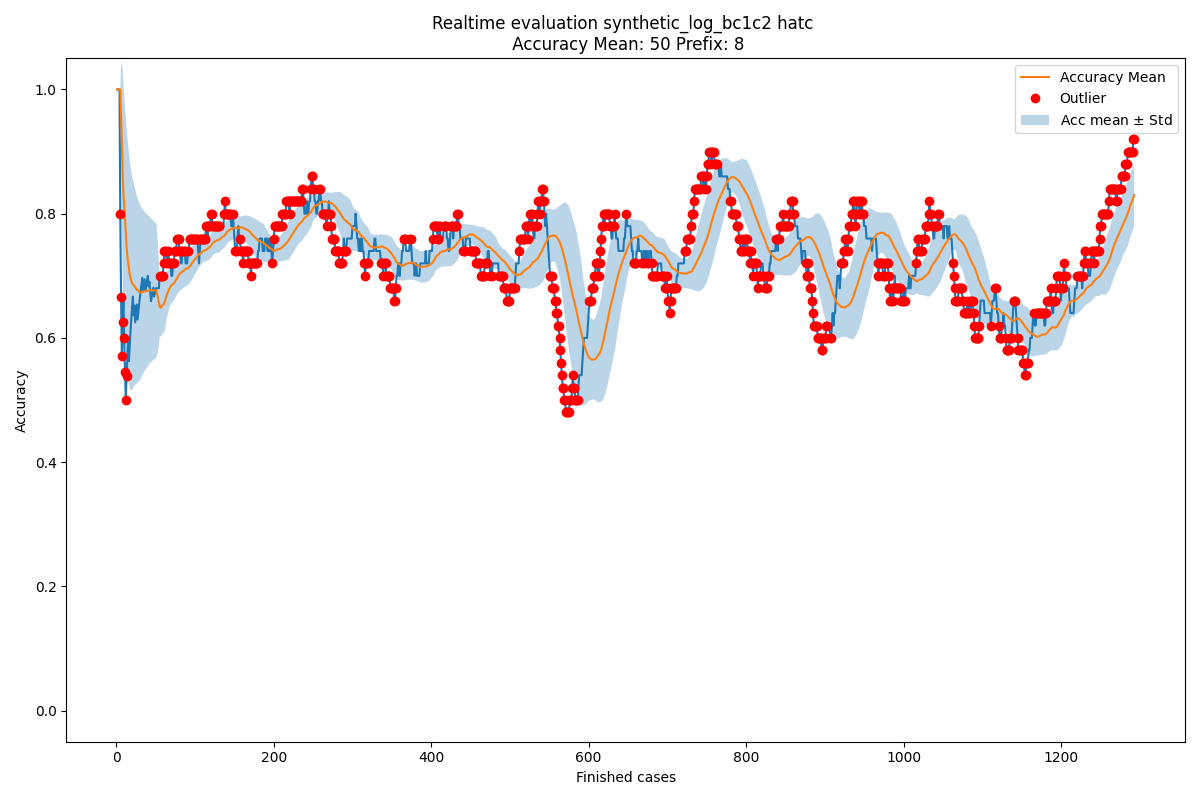 Realtime evaluation synthetic_log_bc1c2 hatc
Accuracy Mean: 50 Prefix: 8
Accuracy Mean
Outlier
Acc mean ± Std
1.0
0.8
0.6
0.4
0.2
0.0
Accuracy
0 200 400 600 800 1000 1200
Finished cases